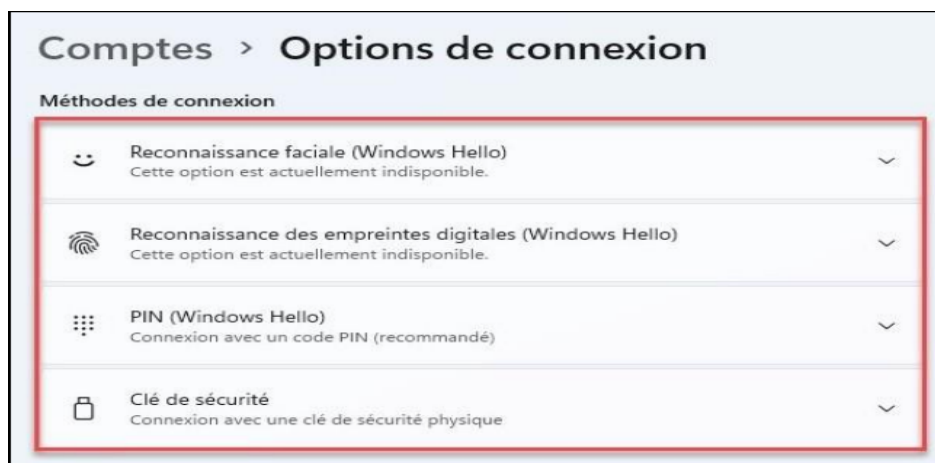 Comptes > Options de connexion
Méthodes de connexion
Reconnaissance faciale (Windows Hello)
Cette option est actuellement indisponible.
Reconnaissance des empreintes digitales (Windows Hello)
Cette option est actuellement indisponible.
PIN (Windows Hello)
Connexion avec un code PIN (recommandé)
Clé de sécurité
Connexion avec une clé de sécurité physique